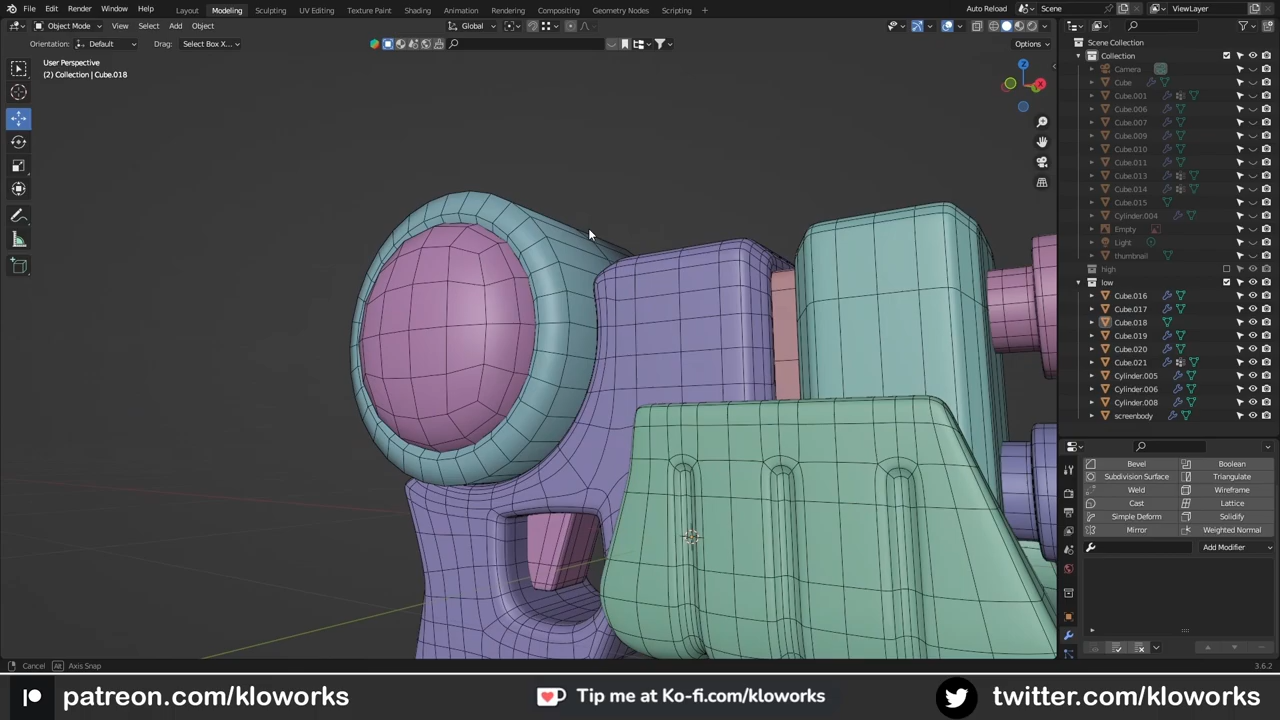 File Edit Render Window Help
Layout Modeling Sculpting UV Editing Texture Paint Shading Animation Rendering Compositing Geometry Nodes Scripting
Auto Reload Scene ViewLayer
Object Mode View Select Add Object
Global
Orientation: Default Drag: Select Box X...
Options
User Perspective
(2) Collection | Cube.018
Z
X
Scene Collection
Collection
Camera
Cube
Cube.001
Cube.006
Cube.007
Cube.009
Cube.010
Cube.011
Cube.013
Cube.014
Cube.015
Cylinder.004
Empty
Light
thumbnail
high
low
Cube.016
Cube.017
Cube.018
Cube.019
Cube.020
Cube.021
Cylinder.005
Cylinder.006
Cylinder.008
screenbody
Bevel Boolean
Subdivision Surface Triangulate
Weld Wireframe
Cast Lattice
Simple Deform Solidify
Mirror Weighted Normal
Add Modifier
Cancel Alt Axis Snap
3.6.2
patreon.com/kloworks
Tip me at Ko-fi.com/kloworks
twitter.com/kloworks